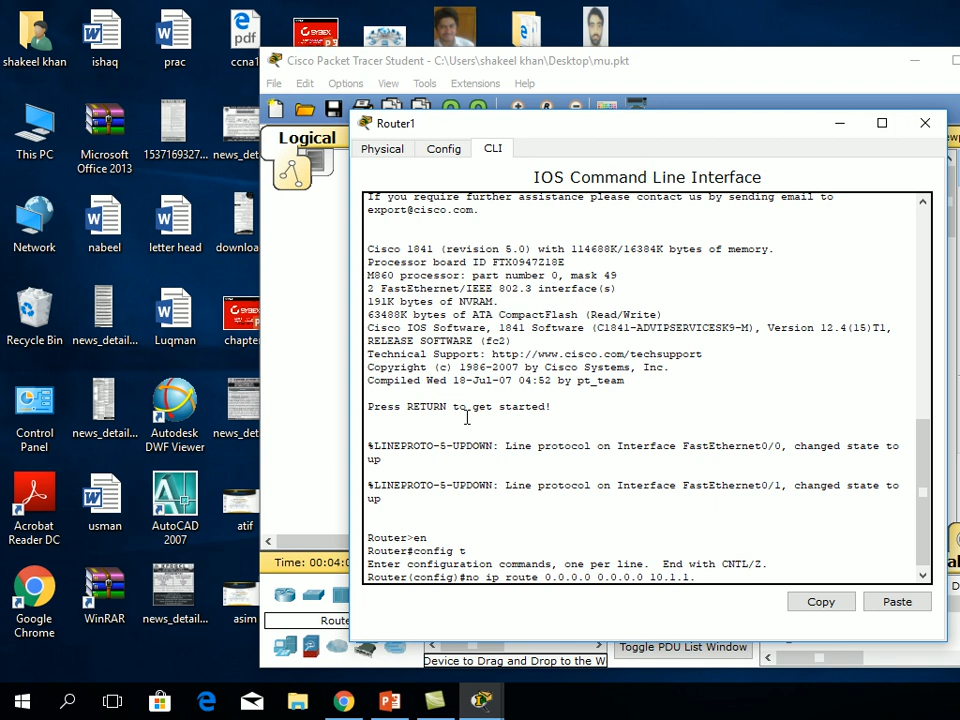 shakeel khan
ishaq
prac
pdf
ccna1
SYBEX
This PC
Microsoft
Office 2013
1537169327...
news_det
Network
nabeel
letter head
downloa
Recycle Bin
news_detail...
Luqman
chapte
Control
Panel
news_detail...
Autodesk
DWF Viewer
news_det
Acrobat
Reader DC
usman
AutoCAD
2007
atif
Google
Chrome
WinRAR
news_detail...
asim
Cisco Packet Tracer Student - C:\Users\shakeel khan\Desktop\mu.pkt
File Edit Options View Tools Extensions Help
Logical
Router1
Physical Config CLI
IOS Command Line Interface
If you require further assistance please contact us by sending email to
export@cisco.com.
Cisco 1841 (revision 5.0) with 114688K/16384K bytes of memory.
Processor board ID FTX0947Z18E
M860 processor: part number 0, mask 49
2 FastEthernet/IEEE 802.3 interface(s)
191K bytes of NVRAM.
63488K bytes of ATA CompactFlash (Read/Write)
Cisco IOS Software, 1841 Software (C1841-ADVIPSERVICESK9-M), Version 12.4(15)T1,
RELEASE SOFTWARE (fc2)
Technical Support: http://www.cisco.com/techsupport
Copyright (c) 1986-2007 by Cisco Systems, Inc.
Compiled Wed 18-Jul-07 04:52 by pt_team
Press RETURN to get started!
%LINEPROTO-5-UPDOWN: Line protocol on Interface FastEthernet0/0, changed state to
up
%LINEPROTO-5-UPDOWN: Line protocol on Interface FastEthernet0/1, changed state to
up
Router>en
Router#config t
Enter configuration commands, one per line.  End with CNTL/Z.
Router(config)#no ip route 0.0.0.0 0.0.0.0 10.1.1.
Copy Paste
Time: 00:04:0
Route
Device to Drag and Drop to the W
Toggle PDU List Window